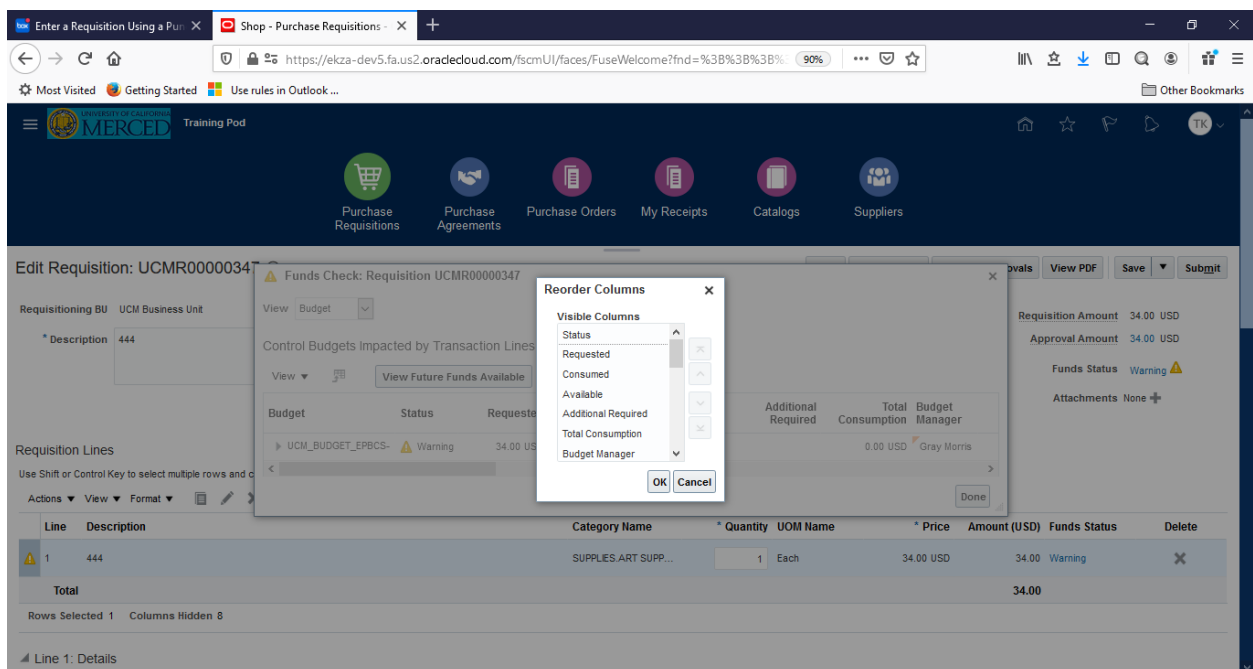 Enter a Requisition Using a Pun
Shop - Purchase Requisitions -
https://ekza-dev5.fa.us2.oraclecloud.com/fscmUI/faces/FuseWelcome?fnd=%3B%3B%3B%
90%
Most Visited
Getting Started
Use rules in Outlook ...
Other Bookmarks
UNIVERSITY OF CALIFORNIA
MERCED
Training Pod
TK
Purchase Requisitions
Purchase Agreements
Purchase Orders
My Receipts
Catalogs
Suppliers
Edit Requisition: UCMR00000347
ovals
View PDF
Save
Submit
Requisitioning BU UCM Business Unit
* Description 444
Requisition Amount 34.00 USD
Approval Amount 34.00 USD
Funds Status Warning
Attachments None
Funds Check: Requisition UCMR00000347
View Budget
Control Budgets Impacted by Transaction Lines
View
View Future Funds Available
Budget Status Requeste Additional Required Total Consumption Budget Manager
UCM_BUDGET_EPBCS- Warning 34.00 US 0.00 USD Gray Morris
Done
Reorder Columns
Visible Columns
Status
Requested
Consumed
Available
Additional Required
Total Consumption
Budget Manager
OK
Cancel
Requisition Lines
Use Shift or Control Key to select multiple rows and c
Actions View Format
Line Description Category Name * Quantity UOM Name * Price Amount (USD) Funds Status Delete
1 444 SUPPLIES.ART SUPP... 1 Each 34.00 USD 34.00 Warning
Total 34.00
Rows Selected 1 Columns Hidden 8
Line 1: Details